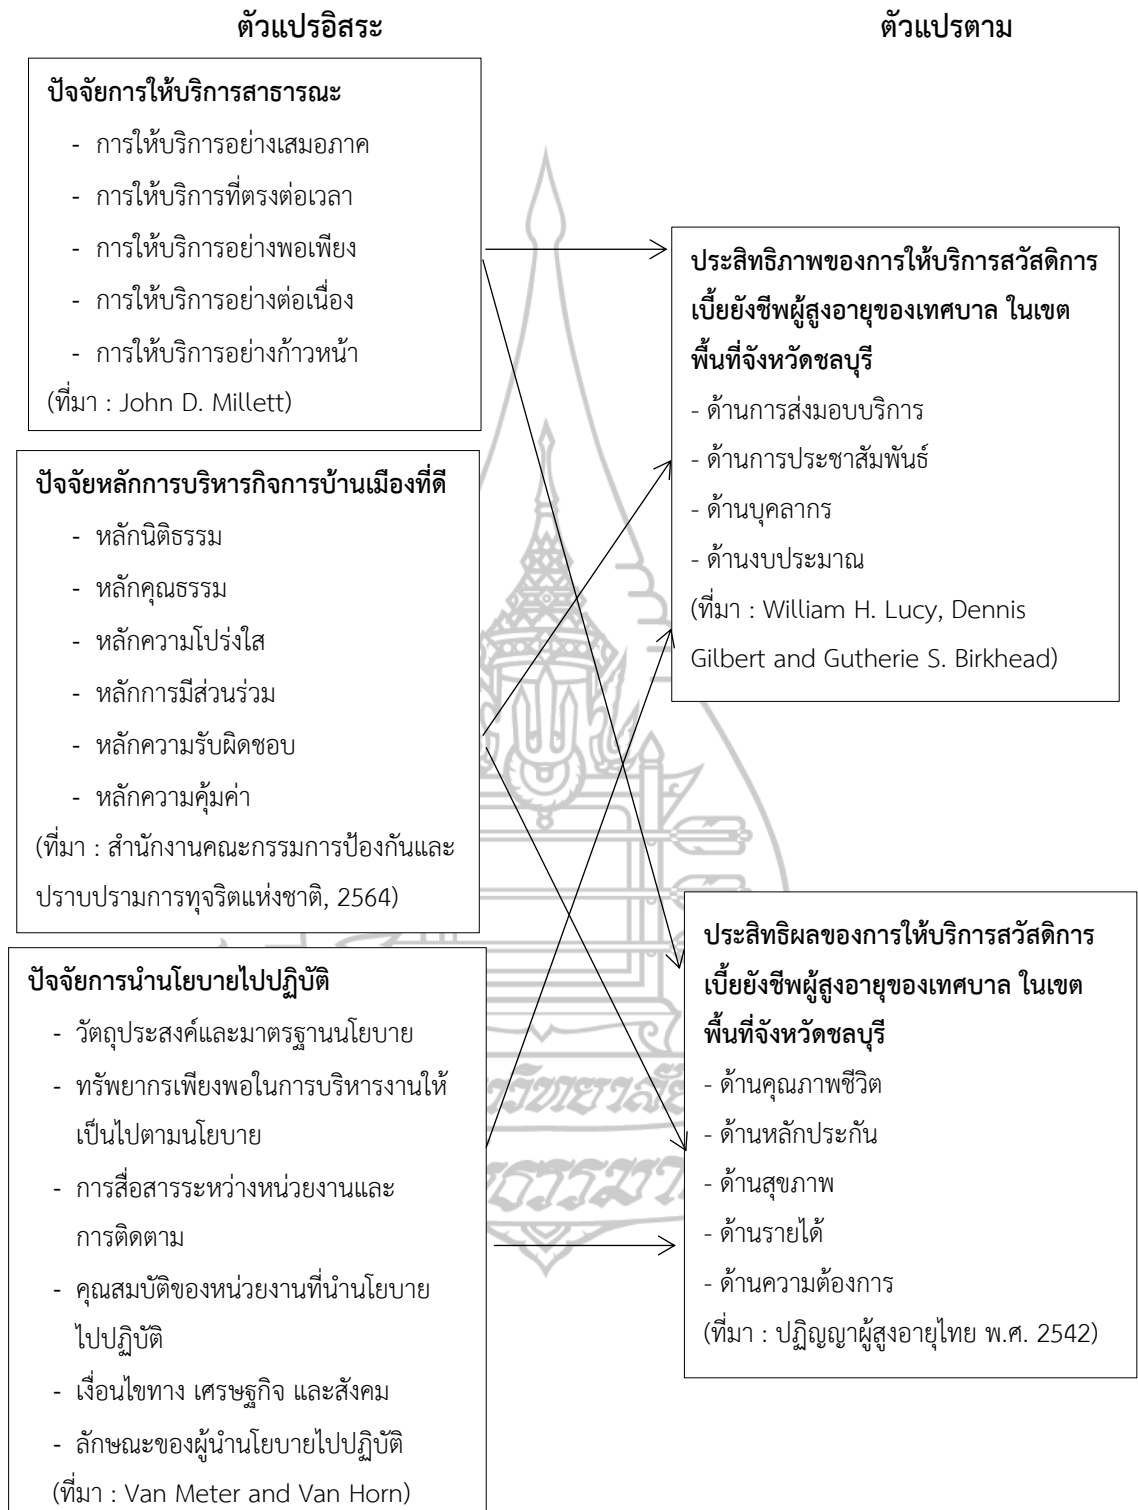 ตัวแปรอิสระ
ตัวแปรตาม
ปัจจัยการให้บริการสาธารณะ
- การให้บริการอย่างเสมอภาค
- การให้บริการที่ตรงต่อเวลา
- การให้บริการอย่างพอเพียง
- การให้บริการอย่างต่อเนื่อง
- การให้บริการอย่างก้าวหน้า
(ที่มา : John D. Millett)
ปัจจัยหลักการบริหารกิจการบ้านเมืองที่ดี
- หลักนิติธรรม
- หลักคุณธรรม
- หลักความโปร่งใส
- หลักการมีส่วนร่วม
- หลักความรับผิดชอบ
- หลักความคุ้มค่า
(ที่มา : สำนักงานคณะกรรมการป้องกันและ
ปราบปรามการทุจริตแห่งชาติ, 2564)
ปัจจัยการนำนโยบายไปปฏิบัติ
- วัตถุประสงค์และมาตรฐานนโยบาย
- ทรัพยากรเพียงพอในการบริหารงานให้
เป็นไปตามนโยบาย
- การสื่อสารระหว่างหน่วยงานและ
การติดตาม
- คุณสมบัติของหน่วยงานที่นำนโยบาย
ไปปฏิบัติ
- เงื่อนไขทาง เศรษฐกิจ และสังคม
- ลักษณะของผู้นำนโยบายไปปฏิบัติ
(ที่มา : Van Meter and Van Horn)
ประสิทธิภาพของการให้บริการสวัสดิการ
เบี้ยยังชีพผู้สูงอายุของเทศบาล ในเขต
พื้นที่จังหวัดชลบุรี
- ด้านการส่งมอบบริการ
- ด้านการประชาสัมพันธ์
- ด้านบุคลากร
- ด้านงบประมาณ
(ที่มา : William H. Lucy, Dennis
Gilbert and Gutherie S. Birkhead)
ประสิทธิผลของการให้บริการสวัสดิการ
เบี้ยยังชีพผู้สูงอายุของเทศบาล ในเขต
พื้นที่จังหวัดชลบุรี
- ด้านคุณภาพชีวิต
- ด้านหลักประกัน
- ด้านสุขภาพ
- ด้านรายได้
- ด้านความต้องการ
(ที่มา : ปฏิญญาผู้สูงอายุไทย พ.ศ. 2542)